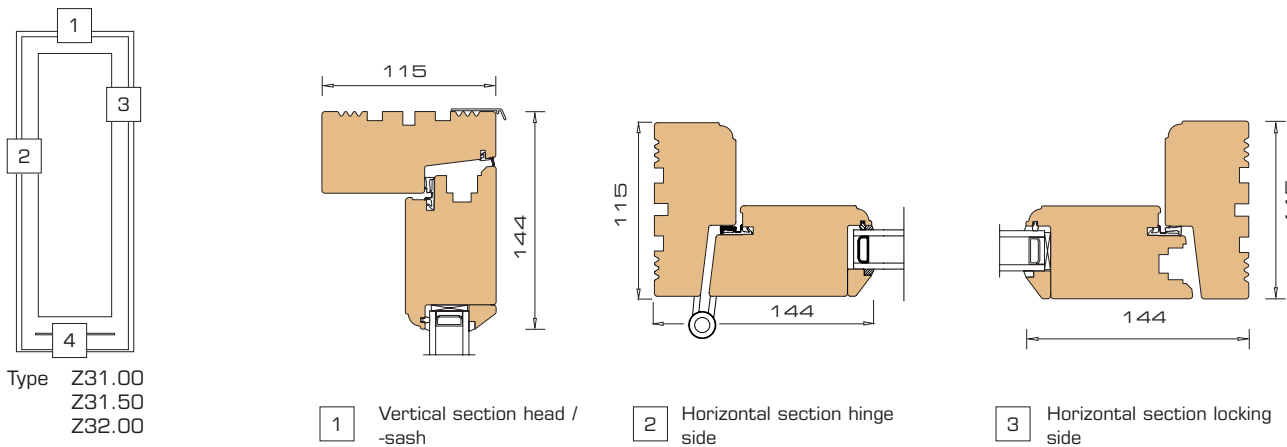 1
3
2
4
Type Z31.00
Z31.50
Z32.00
115
144
1 Vertical section head /
-sash
115
144
2 Horizontal section hinge
side
115
144
3 Horizontal section locking
side